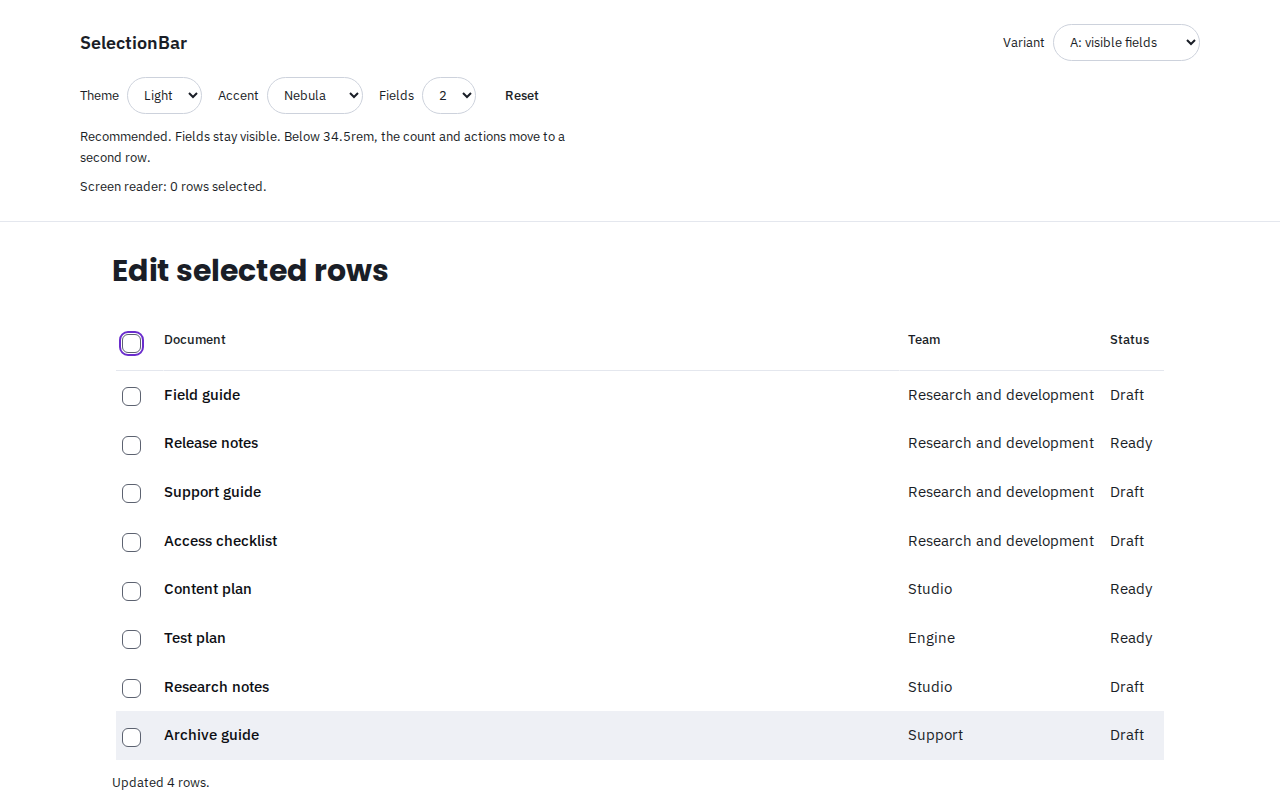 SelectionBar
Variant A: visible fields
Theme Light Accent Nebula Fields 2 Reset
Recommended. Fields stay visible. Below 34.5rem, the count and actions move to a
second row.
Screen reader: 0 rows selected.
Edit selected rows
Document Team Status
Field guide Research and development Draft
Release notes Research and development Ready
Support guide Research and development Draft
Access checklist Research and development Draft
Content plan Studio Ready
Test plan Engine Ready
Research notes Studio Draft
Archive guide Support Draft
Updated 4 rows.